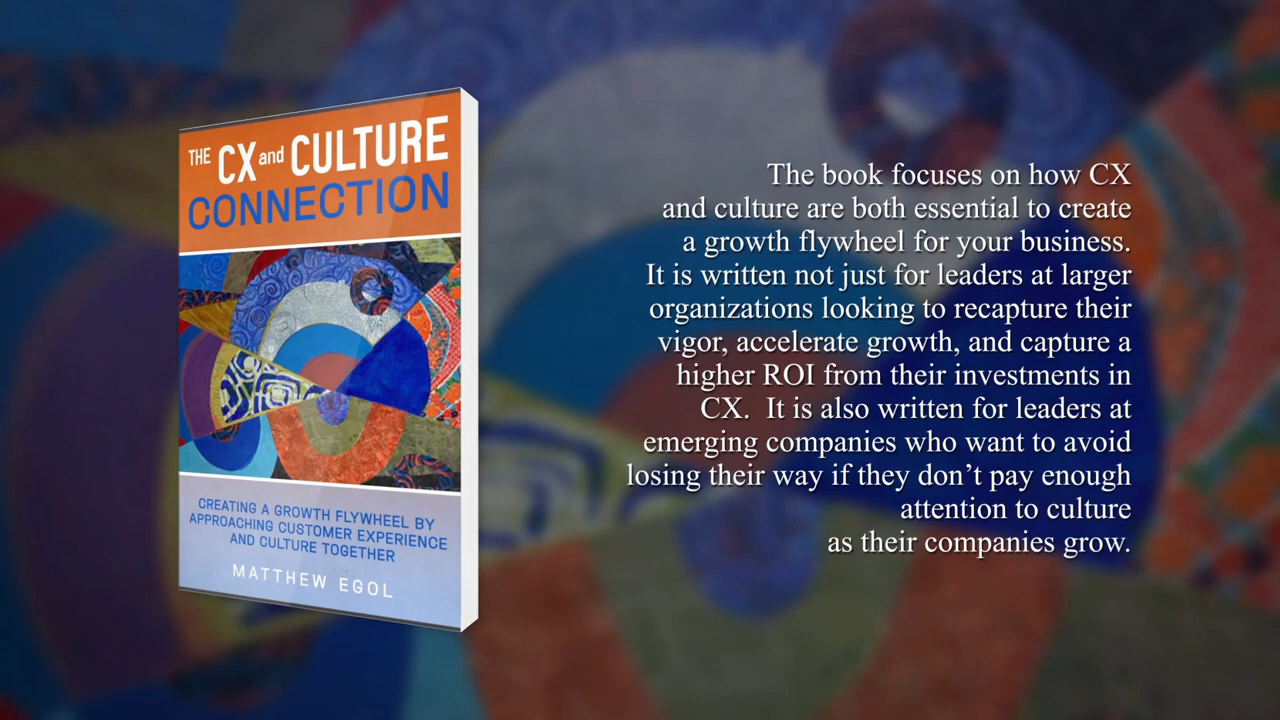 THE CX and CULTURE
CONNECTION
CREATING A GROWTH FLYWHEEL BY
APPROACHING CUSTOMER EXPERIENCE
AND CULTURE TOGETHER
MATTHEW EGOL
The book focuses on how CX
and culture are both essential to create
a growth flywheel for your business.
It is written not just for leaders at larger
organizations looking to recapture their
vigor, accelerate growth, and capture a
higher ROI from their investments in
CX.  It is also written for leaders at
emerging companies who want to avoid
losing their way if they don’t pay enough
attention to culture
as their companies grow.